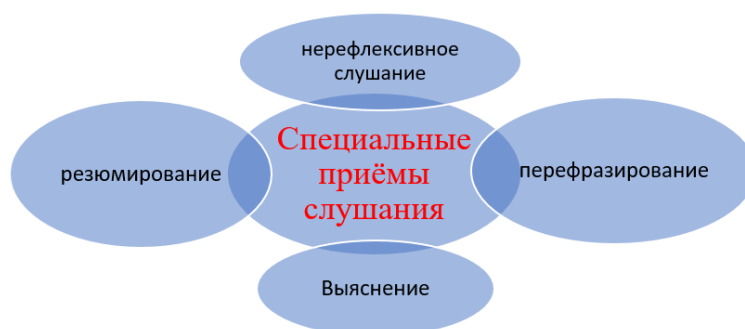 нерефлексивное
слушание
Специальные
приёмы
слушания
резюмирование
перефразирование
Выяснение